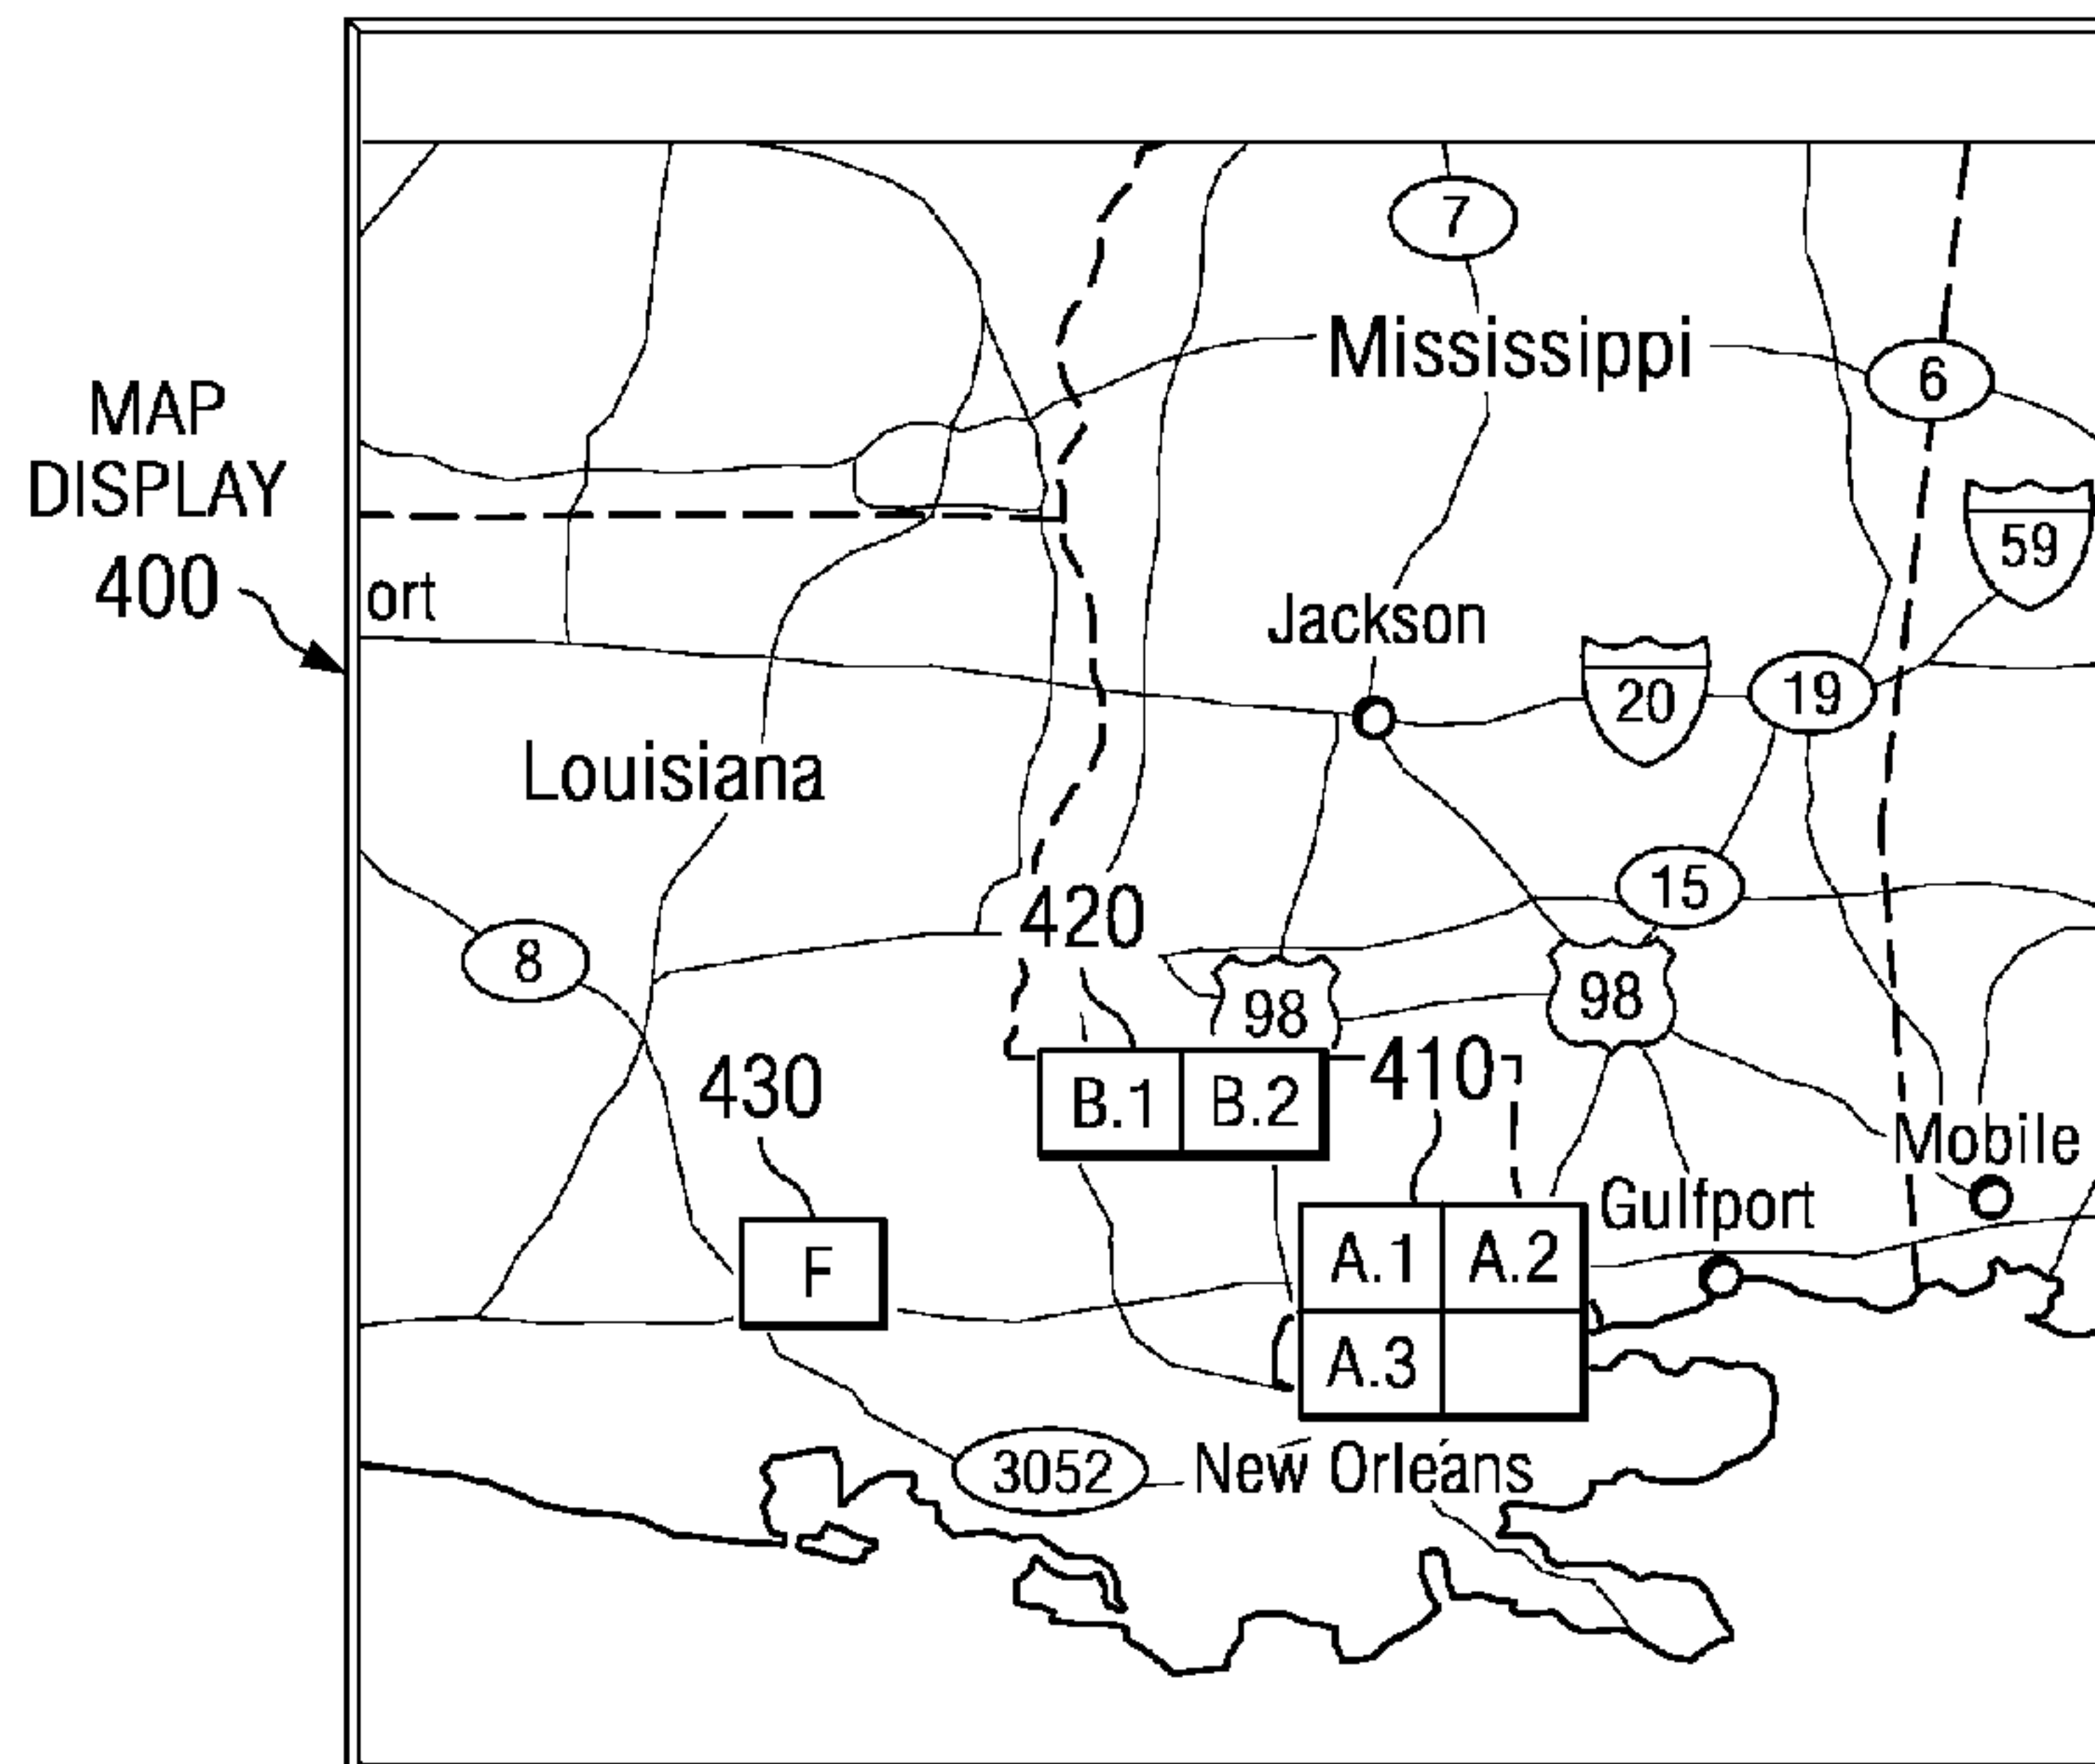 7
Mississippi
6
MAP
DISPLAY
400
59
ort
Jackson
20
19
Louisiana
15
420
8
98
98
410
430
B.1 B.2
Mobile
Gulfport
A.1 A.2
F
A.3
3052
New Orleans